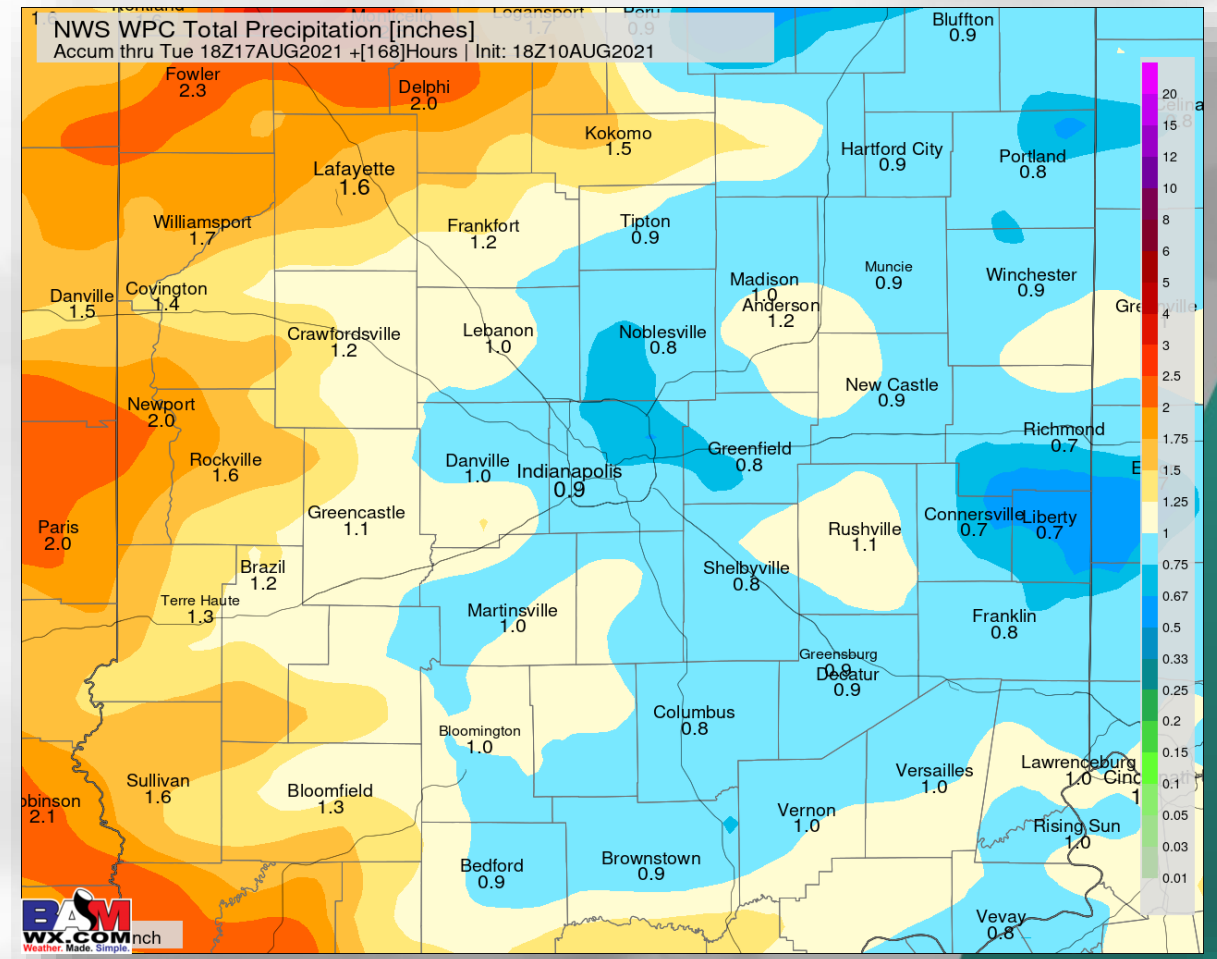 1.6
Kentland
Monticello
Logansport
1.7
Peru
0.9
NWS WPC Total Precipitation [inches]
Accum thru Tue 18Z17AUG2021 +[168]Hours | Init: 18Z10AUG2021
Bluffton
0.9
Fowler
2.3
Delphi
2.0
Kokomo
1.5
Hartford City
0.9
Portland
0.8
Celina
0.8
Lafayette
1.6
Williamsport
1.7
Frankfort
1.2
Tipton
0.9
Muncie
0.9
Winchester
0.9
Madison
1.0
Anderson
1.2
Danville
1.5
Covington
1.4
Crawfordsville
1.2
Lebanon
1.0
Noblesville
0.8
New Castle
0.9
Newport
2.0
Rockville
1.6
Danville
1.0
Indianapolis
0.9
Greenfield
0.8
Richmond
0.7
Paris
2.0
Greencastle
1.1
Rushville
1.1
Connersville
0.7
Liberty
0.7
Brazil
1.2
Terre Haute
1.3
Martinsville
1.0
Shelbyville
0.8
Franklin
0.8
Greensburg
0.9
Decatur
0.9
Bloomington
1.0
Columbus
0.8
Sullivan
1.6
Bloomfield
1.3
obinson
2.1
Versailles
1.0
Lawrenceburg
1.0
Vernon
1.0
Rising Sun
1.0
Bedford
0.9
Brownstown
0.9
Vevay
0.8
20
15
12
10
8
6
5
4
3
2.5
2
1.75
1.5
1.25
1
0.75
0.67
0.5
0.33
0.25
0.2
0.15
0.1
0.05
0.03
0.01
BAM
WX.COM
Weather. Made. Simple.
nch